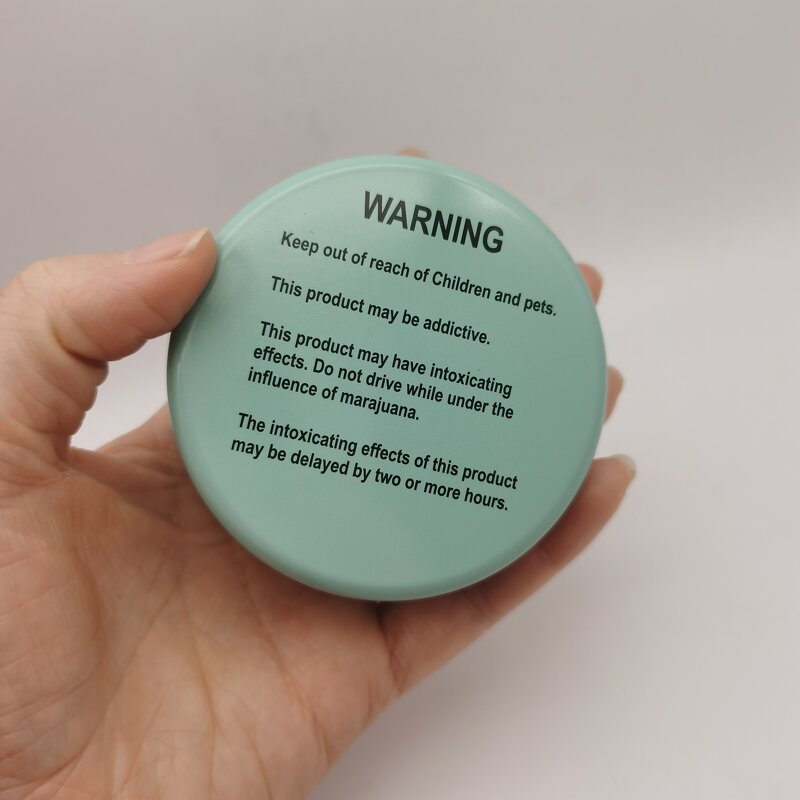 WARNING
Keep out of reach of Children and pets.
This product may be addictive.
This product may have intoxicating
effects. Do not drive while under the
influence of marajuana.
The intoxicating effects of this product
may be delayed by two or more hours.